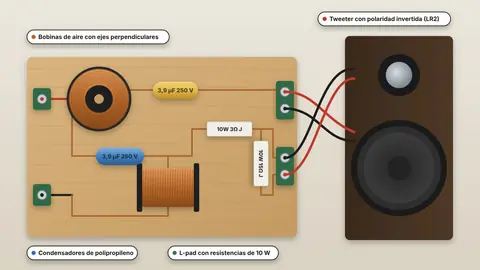 Tweeter con polaridad invertida (LR2)
Bobinas de aire con ejes perpendiculares
3,9 µF 250 V
10W 3Ω J
3,9 µF 250 V
10W 15Ω J
Condensadores de polipropileno
L-pad con resistencias de 10 W